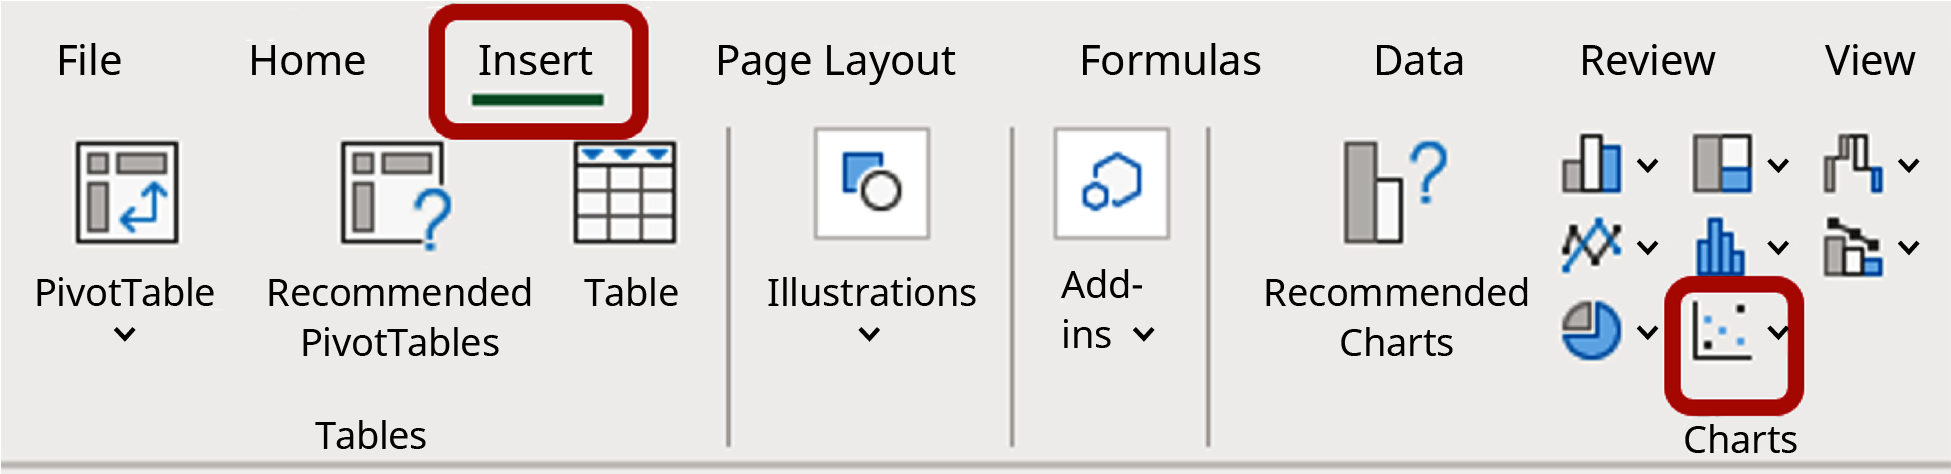 File Home Insert Page Layout Formulas Data Review View
PivotTable
Recommended
PivotTables
Table
Tables
Illustrations
Add-
ins
Recommended
Charts
Charts